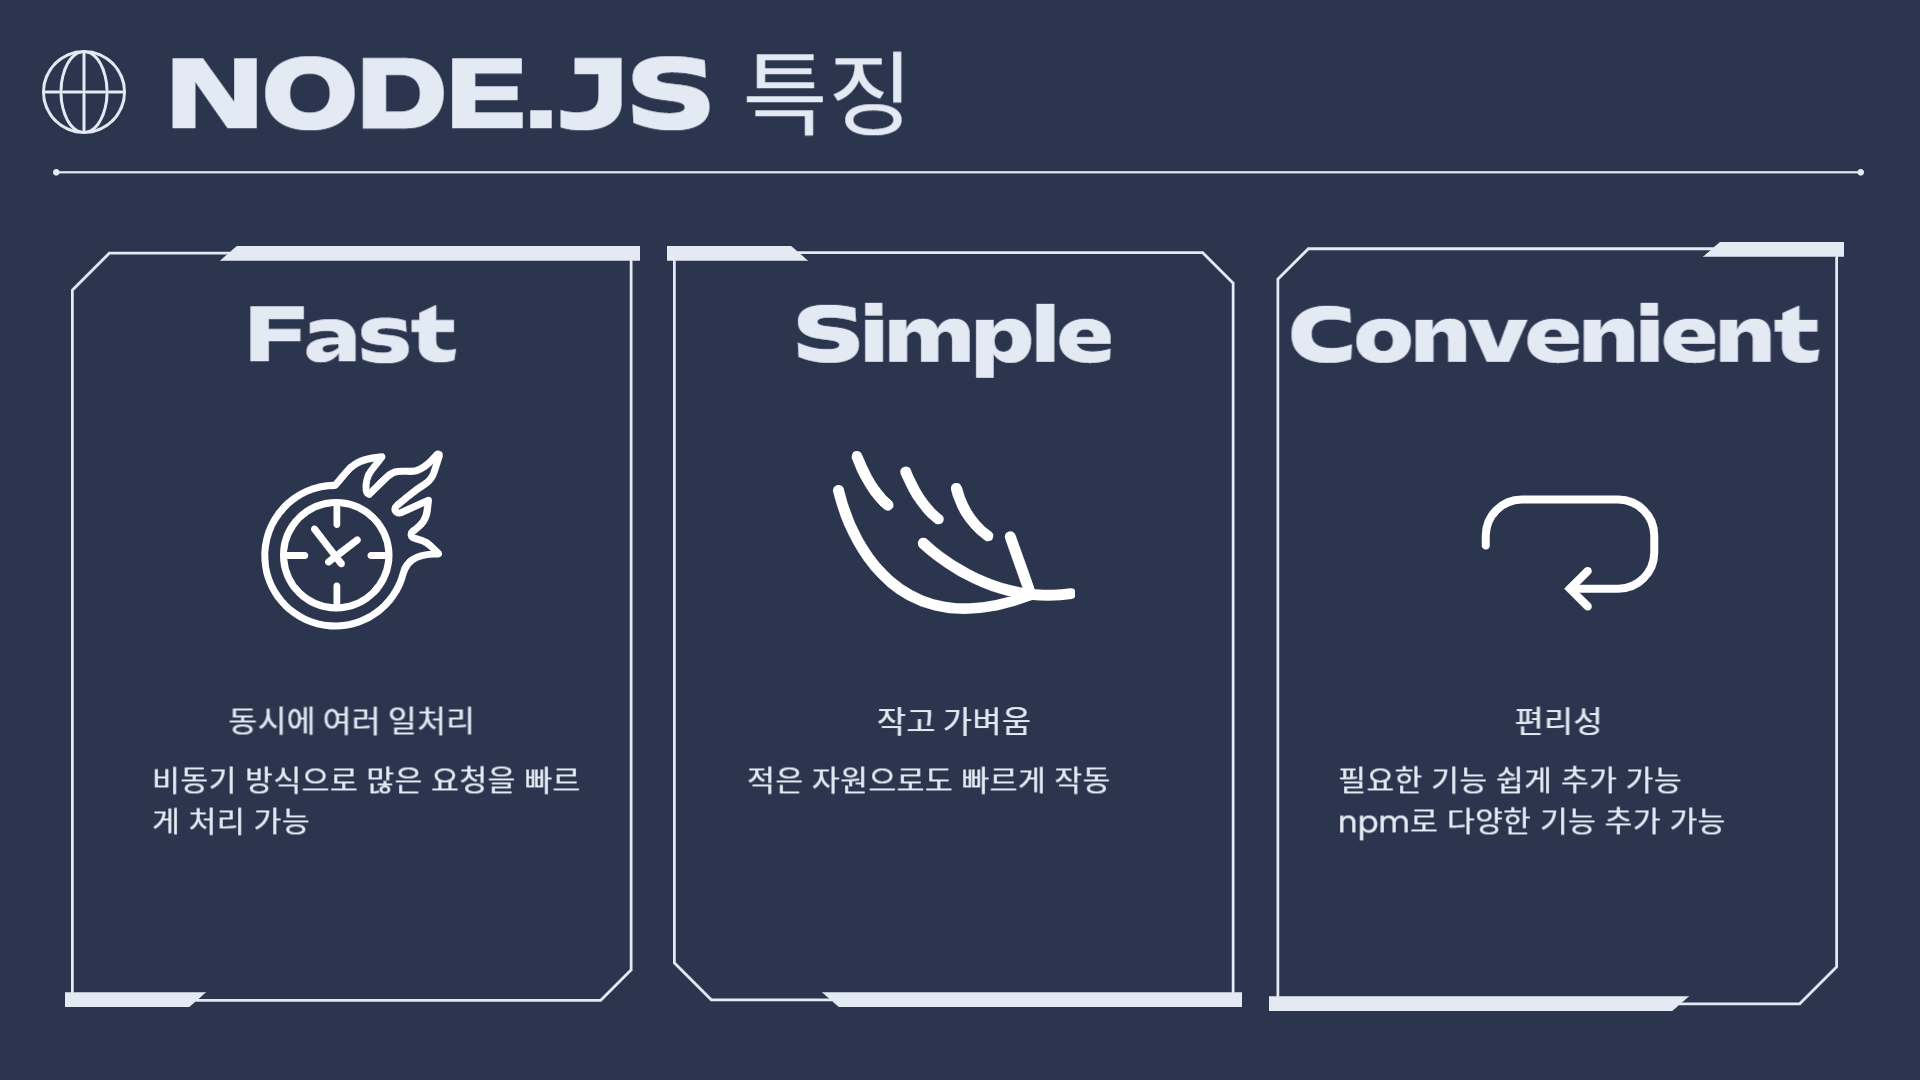 NODE.JS 특징
Fast
동시에 여러 일처리
비동기 방식으로 많은 요청을 빠르
게 처리 가능
Simple
작고 가벼움
적은 자원으로도 빠르게 작동
Convenient
편리성
필요한 기능 쉽게 추가 가능
npm로 다양한 기능 추가 가능